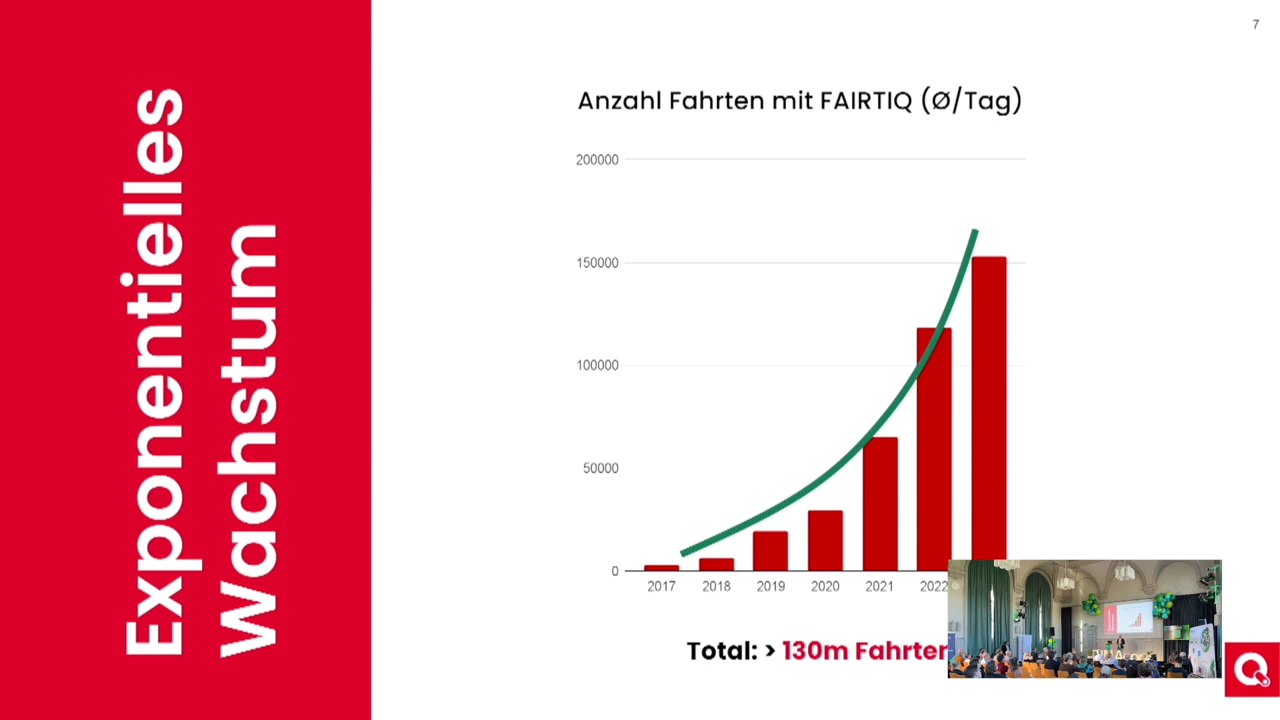 7
Exponentielles
Wachstum
Anzahl Fahrten mit FAIRTIQ (Ø/Tag)
200000
150000
100000
50000
0
2017 2018 2019 2020 2021 2022
Total: > 130m Fahrten